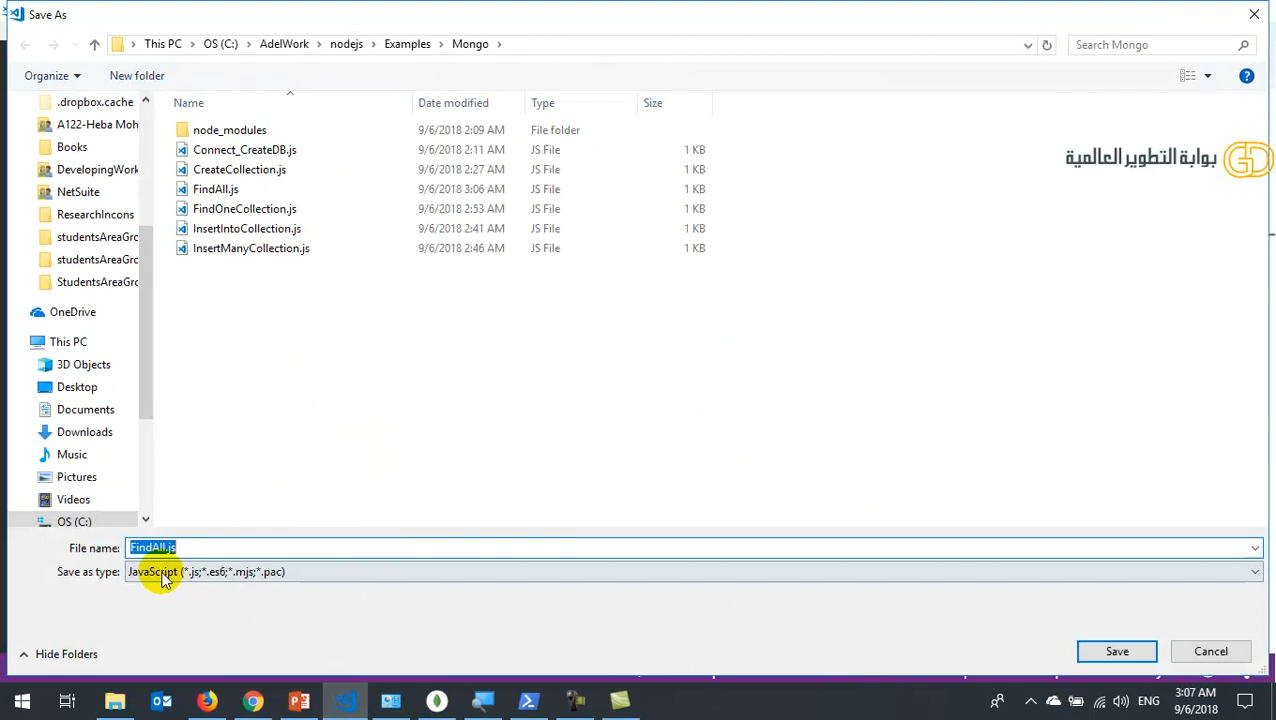 Save As
This PC > OS (C:) > AdelWork > nodejs > Examples > Mongo >
Search Mongo
Organize
New folder
Name Date modified Type Size
.dropbox.cache
A122-Heba Moh
Books
DevelopingWork
NetSuite
ResearchIncons
studentsAreaGro
studentsAreaGro
StudentsAreaGro
OneDrive
This PC
3D Objects
Desktop
Documents
Downloads
Music
Pictures
Videos
OS (C:)
node_modules 9/6/2018 2:09 AM File folder
Connect_CreateDB.js 9/6/2018 2:11 AM JS File 1 KB
CreateCollection.js 9/6/2018 2:27 AM JS File 1 KB
FindAll.js 9/6/2018 3:06 AM JS File 1 KB
FindOneCollection.js 9/6/2018 2:53 AM JS File 1 KB
InsertIntoCollection.js 9/6/2018 2:41 AM JS File 1 KB
InsertManyCollection.js 9/6/2018 2:46 AM JS File 1 KB
بوابة التطوير العالمية GD
File name: FindAll.js
Save as type: JavaScript (*.js;*.es6;*.mjs;*.pac)
Hide Folders
Save
Cancel
ENG
3:07 AM
9/6/2018